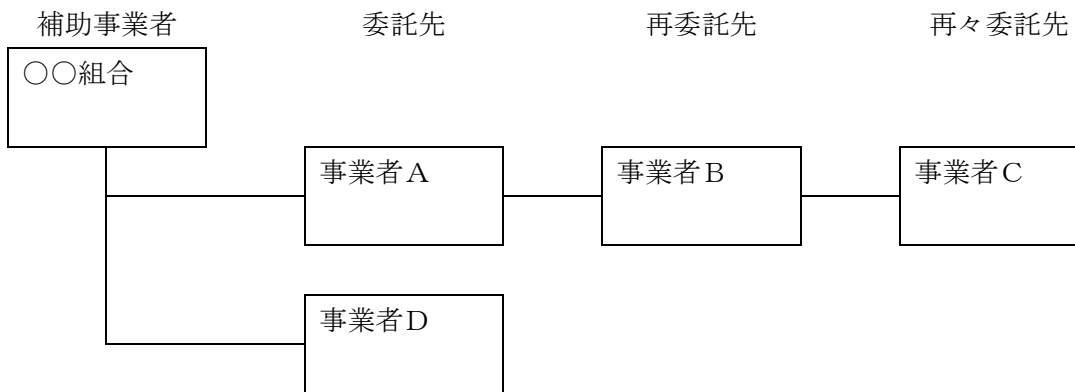 補助事業者
委託先
再委託先
再々委託先
○○組合
事業者A
事業者B
事業者C
事業者D